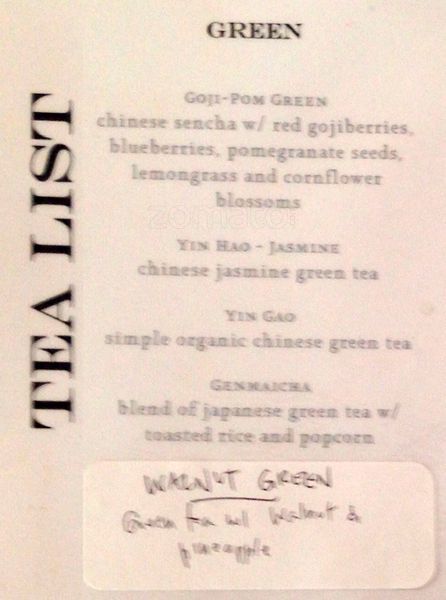 GREEN
TEA LIST
GOJI-POM GREEN
chinese sencha w/ red gojiberries,
blueberries, pomegranate seeds,
lemongrass and cornflower
blossoms
zomato
YIN HAO - JASMINE
chinese jasmine green tea
YIN GAO
simple organic chinese green tea
GENMAICHA
blend of japanese green tea w/
toasted rice and popcorn
WALNUT GREEN
Green tea w/ Walnut &
pineapple